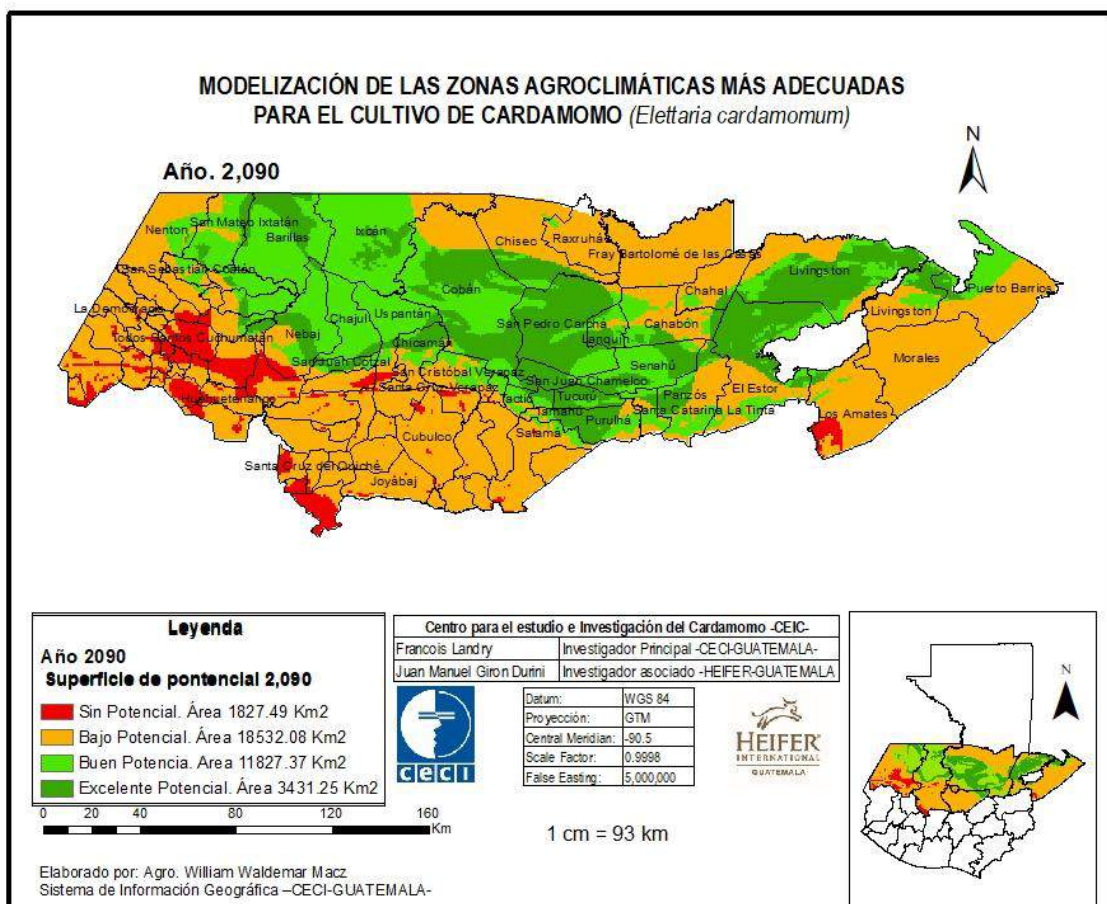 MODELIZACIÓN DE LAS ZONAS AGROCLIMÁTICAS MÁS ADECUADAS
PARA EL CULTIVO DE CARDAMOMO (Elettaria cardamomum)
Año. 2,090
N
San Mateo Ixtatán
Nenton
Barillas
Ixcán
Chisec
Raxruhá
Fray Bartolomé de las Casas
San Sebastián Coatán
Livingston
Cobán
Chahal
Puerto Barrios
La Democracia
Uspantán
Livingston
Chajul
San Pedro Carchá
Cahabón
Todos Santos Cuchumatán
Nebaj
Chicamán
Lanquín
Morales
San Juan Cotzal
Senahú
San Cristóbal Verapaz
San Juan Chamelco
Santa Cruz Verapaz
El Estor
Huehuetenango
Tactic
Tucurú
Panzós
Tamahú
Santa Catarina La Tinta
Los Amates
Purulhá
Cubulco
Salamá
Santa Cruz del Quiché
Joyabaj
Leyenda
Año 2090
Superficie de pontencial 2,090
Sin Potencial. Área 1827.49 Km2
Bajo Potencial. Área 18532.08 Km2
Buen Potencia. Area 11827.37 Km2
Excelente Potencial. Área 3431.25 Km2
Centro para el estudio e Investigación del Cardamomo -CEIC-
Francois Landry Investigador Principal -CECI-GUATEMALA-
Juan Manuel Giron Durini Investigador asociado -HEIFER-GUATEMALA
ceci
Datum: WGS 84
Proyección: GTM
Central Meridian: -90.5
Scale Factor: 0.9998
False Easting: 5,000,000
HEIFER
INTERNATIONAL
GUATEMALA
N
0 20 40 80 120 160
Km
1 cm = 93 km
Elaborado por: Agro. William Waldemar Macz
Sistema de Información Geográfica –CECI-GUATEMALA-